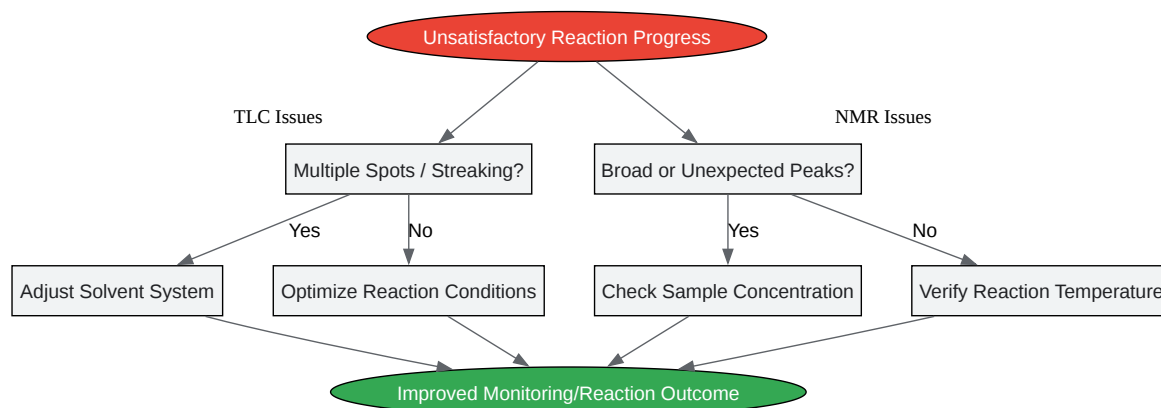 Unsatisfactory Reaction Progress
TLC Issues
NMR Issues
Multiple Spots / Streaking?
Broad or Unexpected Peaks?
Yes
No
Yes
No
Adjust Solvent System
Optimize Reaction Conditions
Check Sample Concentration
Verify Reaction Temperature
Improved Monitoring/Reaction Outcome